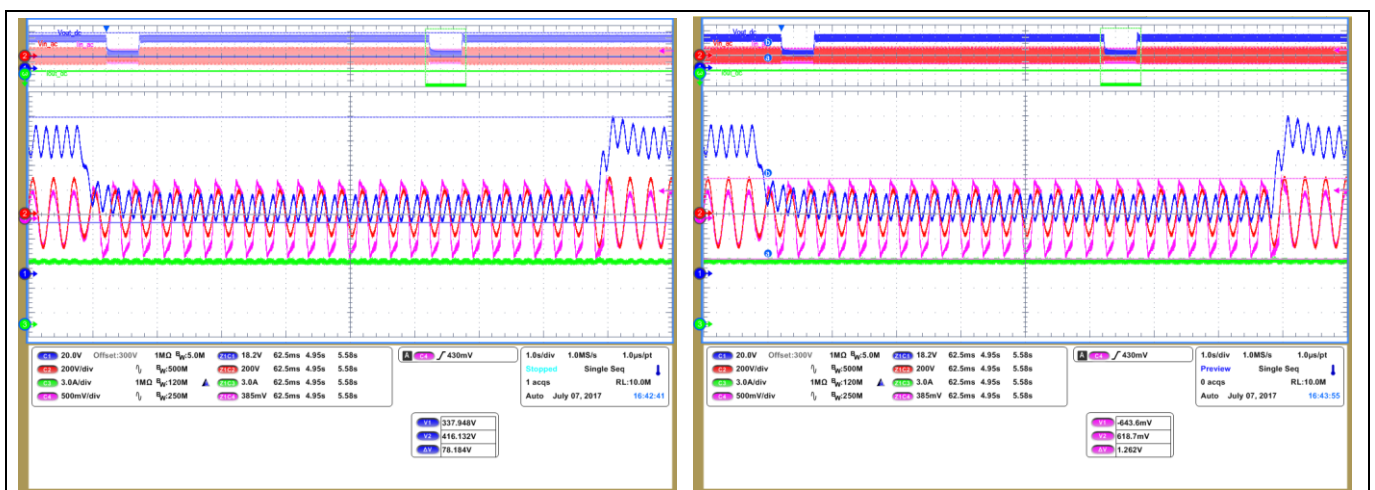 Vout_dc
Vin_ac
Iin_ac
Iout_dc
2
1
3
C1 20.0V Offset:300V 1MΩ BW:5.0M
C2 200V/div BW:500M
C3 3.0A/div 1MΩ BW:120M
C4 500mV/div BW:250M
Z1C1 18.2V 62.5ms 4.95s 5.58s
Z1C2 200V 62.5ms 4.95s 5.58s
Z1C3 3.0A 62.5ms 4.95s 5.58s
Z1C4 385mV 62.5ms 4.95s 5.58s
A C4 430mV
1.0s/div 1.0MS/s 1.0µs/pt
Stopped Single Seq
1 acqs RL:10.0M
Auto July 07, 2017 16:42:41
V1 337.948V
V2 416.132V
ΔV 78.184V
Vout_dc
Vin_ac
Iin_ac
b
a
2
b
2
a
1
3
C1 20.0V Offset:300V 1MΩ BW:5.0M
C2 200V/div BW:500M
C3 3.0A/div 1MΩ BW:120M
C4 500mV/div BW:250M
Z1C1 18.2V 62.5ms 4.95s 5.58s
Z1C2 200V 62.5ms 4.95s 5.58s
Z1C3 3.0A 62.5ms 4.95s 5.58s
Z1C4 385mV 62.5ms 4.95s 5.58s
A C4 430mV
1.0s/div 1.0MS/s 1.0µs/pt
Preview Single Seq
0 acqs RL:10.0M
Auto July 07, 2017 16:43:55
V1 -643.6mV
V2 618.7mV
ΔV 1.262V